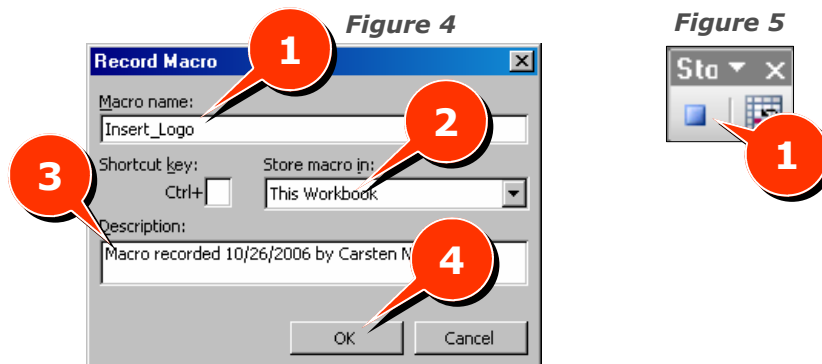 Figure 4
Figure 5
Record Macro
1
Macro name:
Insert_Logo
2
Shortcut key:
Store macro in:
3
Ctrl+
This Workbook
Description:
Macro recorded 10/26/2006 by Carsten
4
OK
Cancel
Sta
1